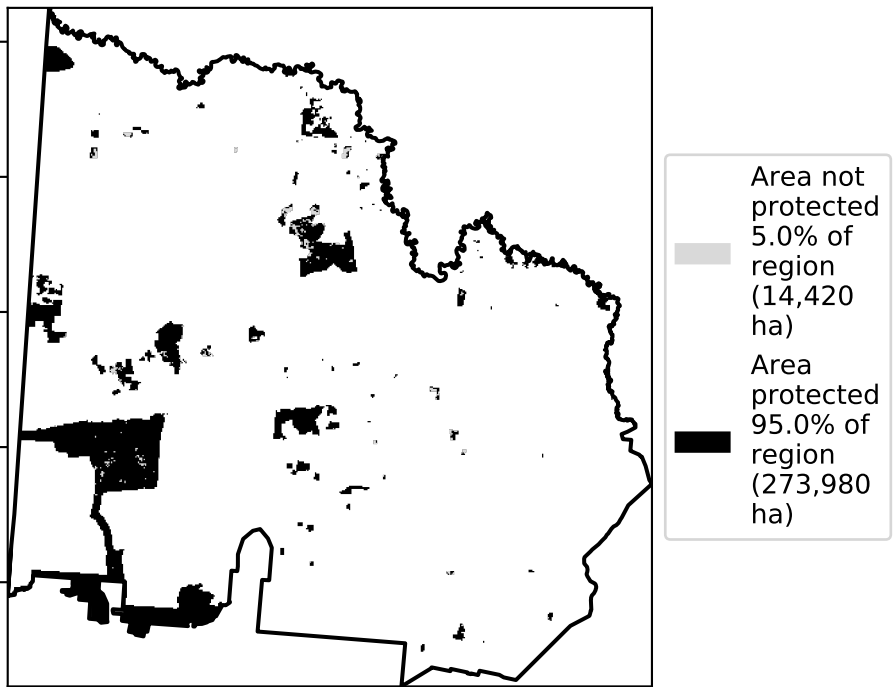 Area not
protected
5.0% of
region
(14,420
ha)
Area
protected
95.0% of
region
(273,980
ha)